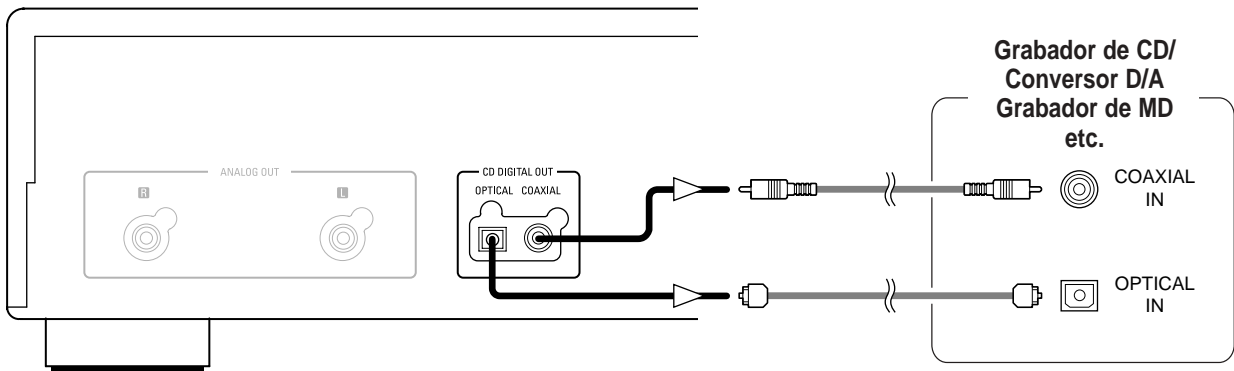 Grabador de CD/
Conversor D/A
Grabador de MD
etc.
ANALOG OUT
R
L
CD DIGITAL OUT
OPTICAL COAXIAL
COAXIAL
IN
OPTICAL
IN